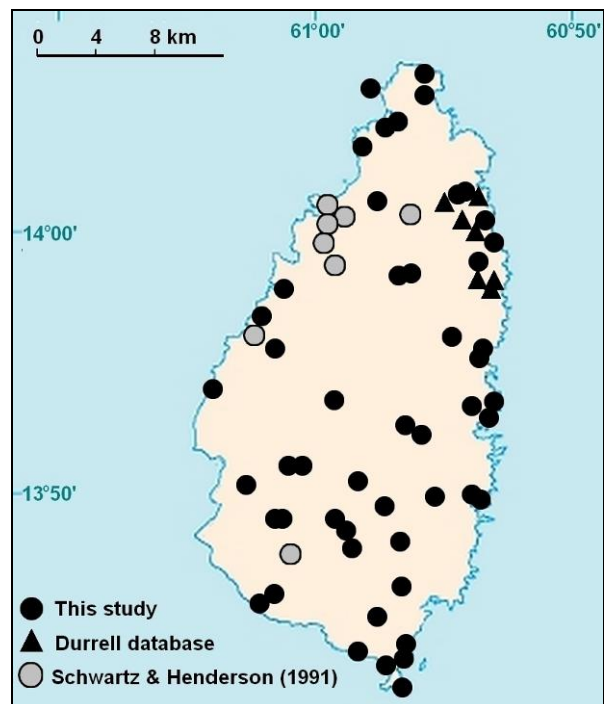 0 4 8 km
61°00'
60°50'
14°00'
13°50'
This study
Durrell database
Schwartz & Henderson (1991)